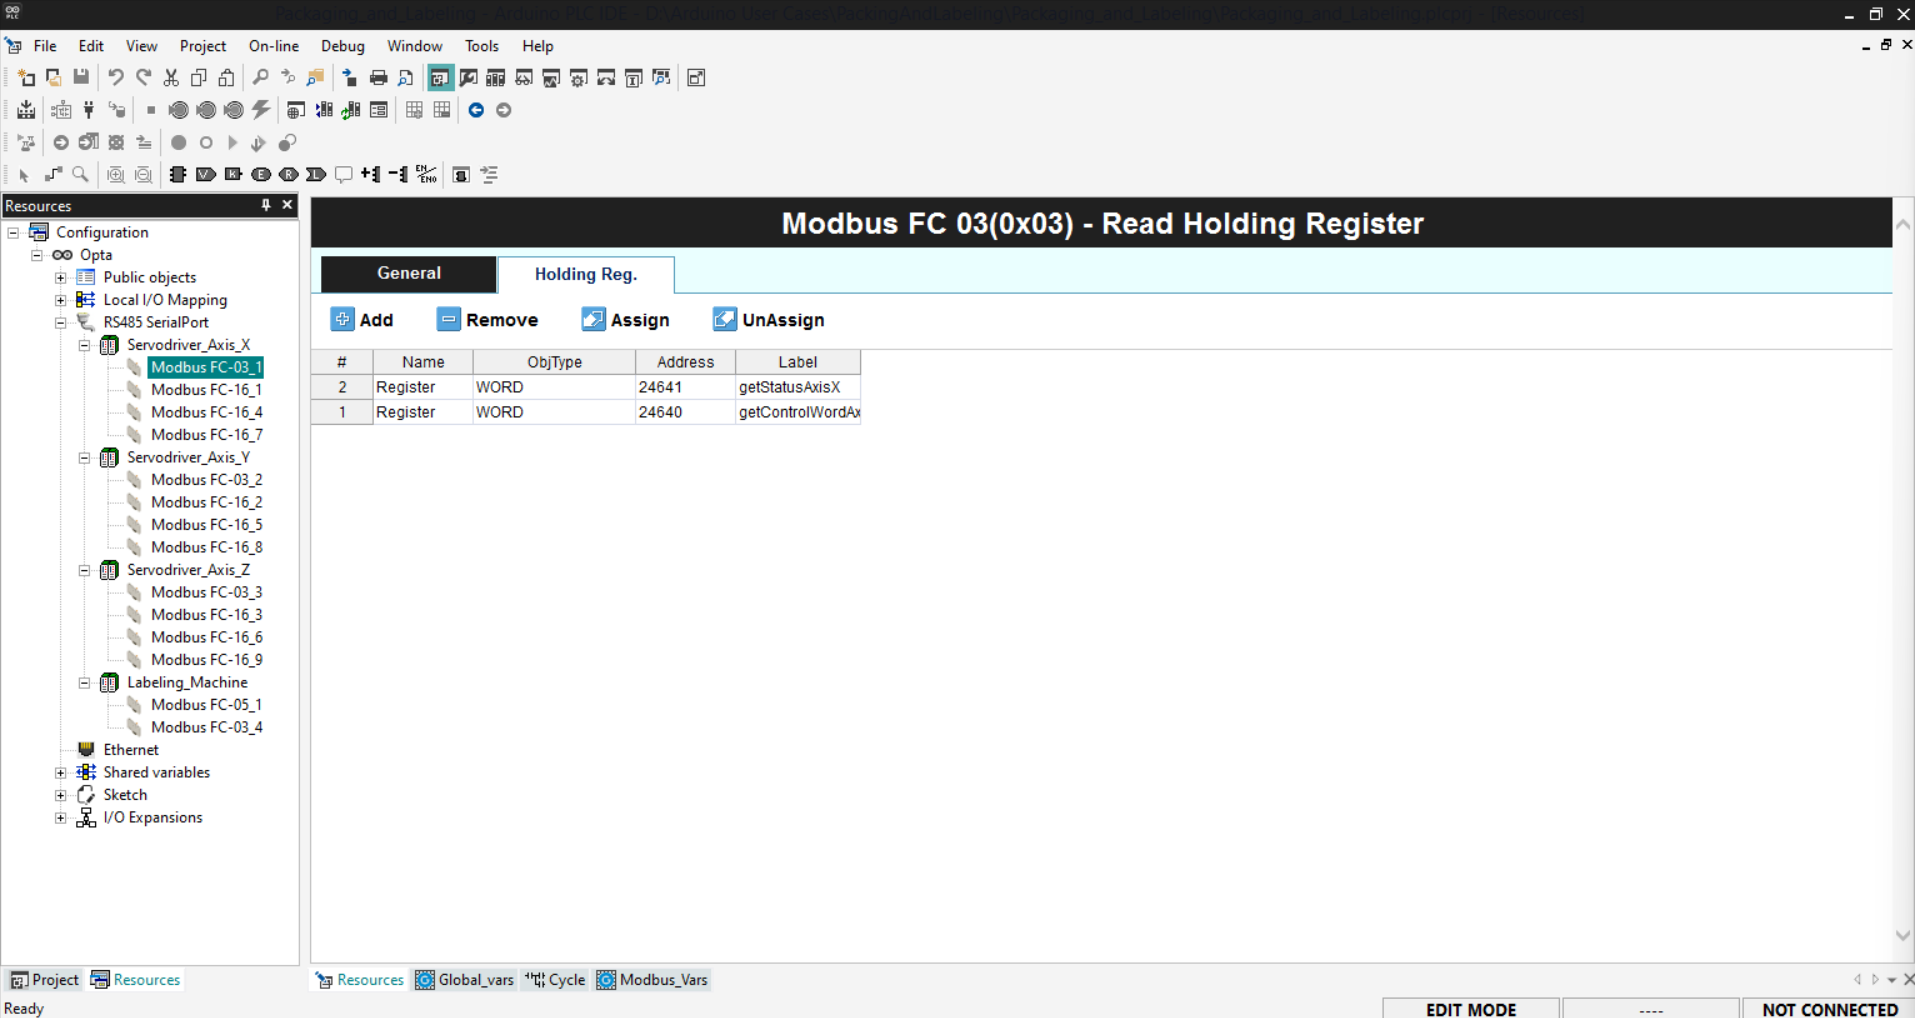 Packaging_and_Labeling - Arduino PLC IDE - D:\Arduino User Cases\PackingAndLabeling\Packaging_and_Labeling\Packaging_and_Labeling.plcprj - [Resources]
File Edit View Project On-line Debug Window Tools Help
EN/ENO
Resources
Configuration
Opta
Public objects
Local I/O Mapping
RS485 SerialPort
Servodriver_Axis_X
Modbus FC-03_1
Modbus FC-16_1
Modbus FC-16_4
Modbus FC-16_7
Servodriver_Axis_Y
Modbus FC-03_2
Modbus FC-16_2
Modbus FC-16_5
Modbus FC-16_8
Servodriver_Axis_Z
Modbus FC-03_3
Modbus FC-16_3
Modbus FC-16_6
Modbus FC-16_9
Labeling_Machine
Modbus FC-05_1
Modbus FC-03_4
Ethernet
Shared variables
Sketch
I/O Expansions
Project Resources
Modbus FC 03(0x03) - Read Holding Register
General Holding Reg.
Add Remove Assign UnAssign
# Name ObjType Address Label
2 Register WORD 24641 getStatusAxisX
1 Register WORD 24640 getControlWordAx
Resources Global_vars Cycle Modbus_Vars
Ready EDIT MODE ---- NOT CONNECTED